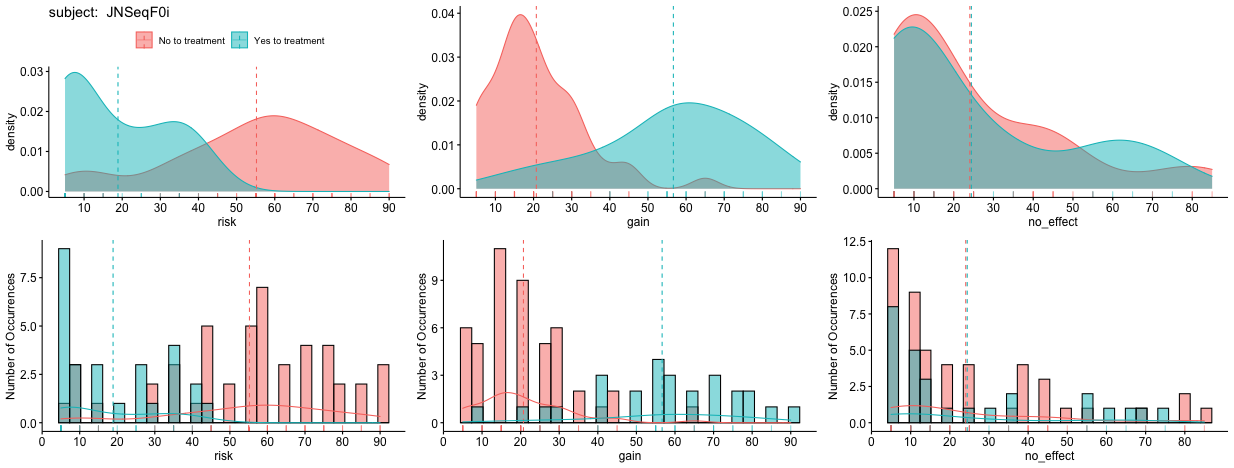 subject: JNSeqF0i
No to treatment Yes to treatment
density
0.03
0.02
0.01
0.00
10 20 30 40 50 60 70 80 90
risk
density
0.04
0.03
0.02
0.01
0.00
10 20 30 40 50 60 70 80 90
gain
density
0.025
0.020
0.015
0.010
0.005
0.000
10 20 30 40 50 60 70 80
no_effect
Number of Occurrences
7.5
5.0
2.5
0.0
0 10 20 30 40 50 60 70 80 90
risk
Number of Occurrences
9
6
3
0
0 10 20 30 40 50 60 70 80 90
gain
Number of Occurrences
12.5
10.0
7.5
5.0
2.5
0.0
0 10 20 30 40 50 60 70 80
no_effect